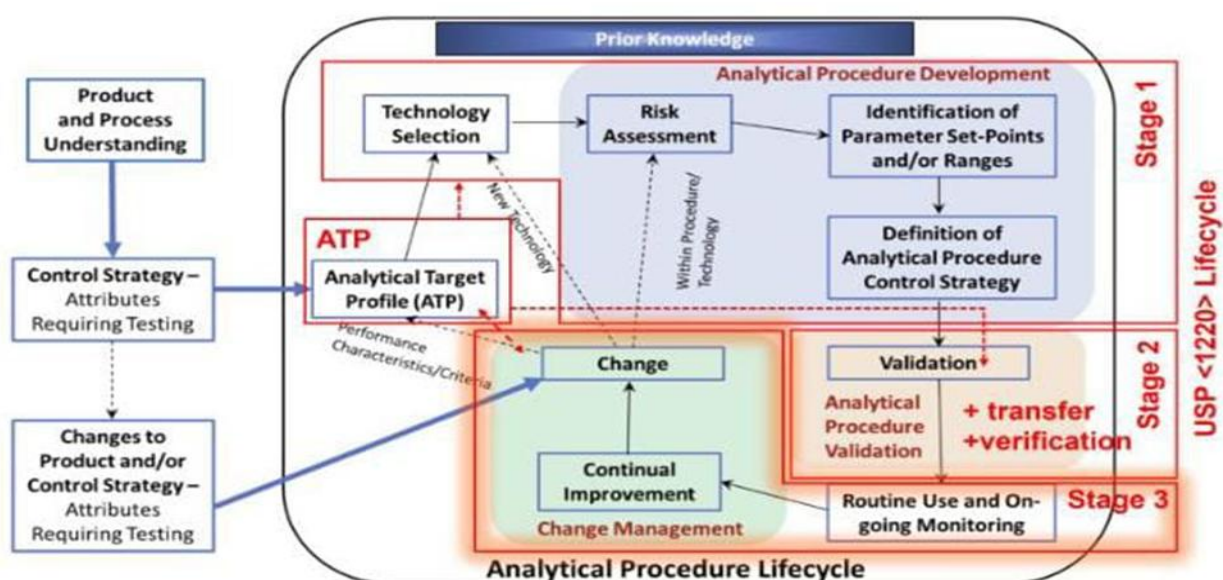 Prior Knowledge
Analytical Procedure Development
Product
and Process
Understanding
Technology
Selection
Risk
Assessment
Identification of
Parameter Set-Points
and/or Ranges
Stage 1
New Technology
Within Procedure/
Technology
ATP
Analytical Target
Profile (ATP)
Control Strategy –
Attributes
Requiring Testing
Definition of
Analytical Procedure
Control Strategy
USP <1220> Lifecycle
Performance
Characteristics/Criteria
Change
Validation
Stage 2
Analytical
Procedure
Validation
+ transfer
+verification
Changes to
Product and/or
Control Strategy –
Attributes
Requiring Testing
Continual
Improvement
Change Management
Routine Use and On-
going Monitoring
Stage 3
Analytical Procedure Lifecycle